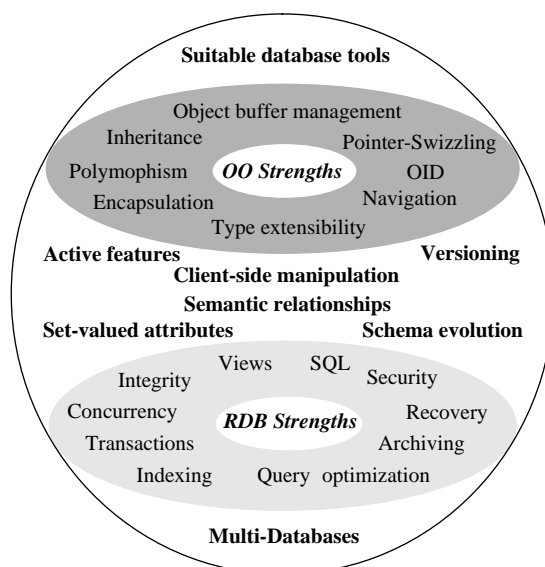 Suitable database tools
Object buffer management
Inheritance
Pointer-Swizzling
Polymophism
OO Strengths
OID
Encapsulation
Navigation
Type extensibility
Active features
Versioning
Client-side manipulation
Semantic relationships
Set-valued attributes
Schema evolution
Views
SQL
Integrity
Security
Concurrency
RDB Strengths
Recovery
Transactions
Archiving
Indexing
Query optimization
Multi-Databases